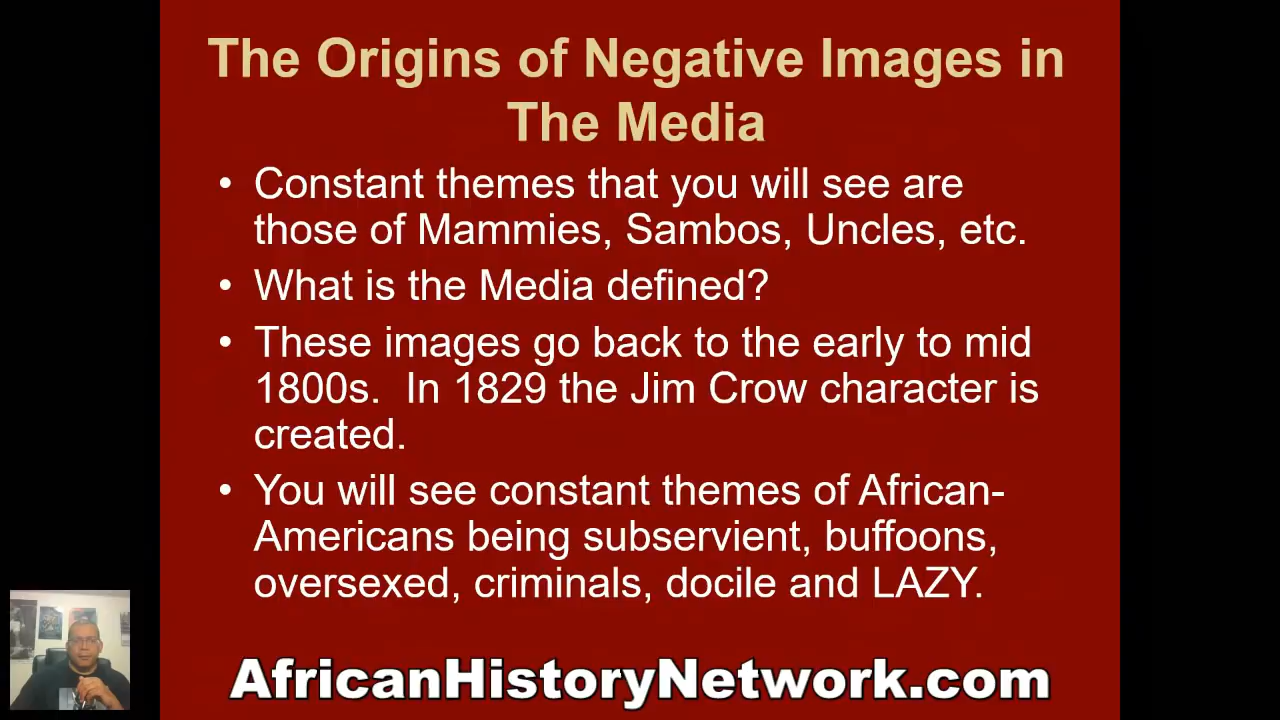 The Origins of Negative Images in
The Media
• Constant themes that you will see are
those of Mammies, Sambos, Uncles, etc.
• What is the Media defined?
• These images go back to the early to mid
1800s.  In 1829 the Jim Crow character is
created.
• You will see constant themes of African-
Americans being subservient, buffoons,
oversexed, criminals, docile and LAZY.
AfricanHistoryNetwork.com